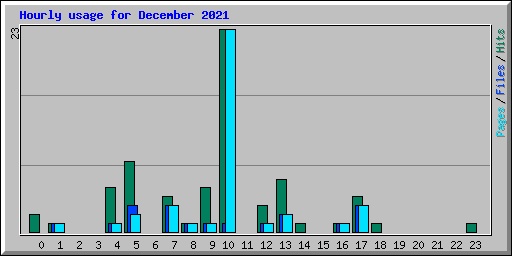 Hourly usage for December 2021
23
Pages/Files/Hits
0 1 2 3 4 5 6 7 8 9 10 11 12 13 14 15 16 17 18 19 20 21 22 23